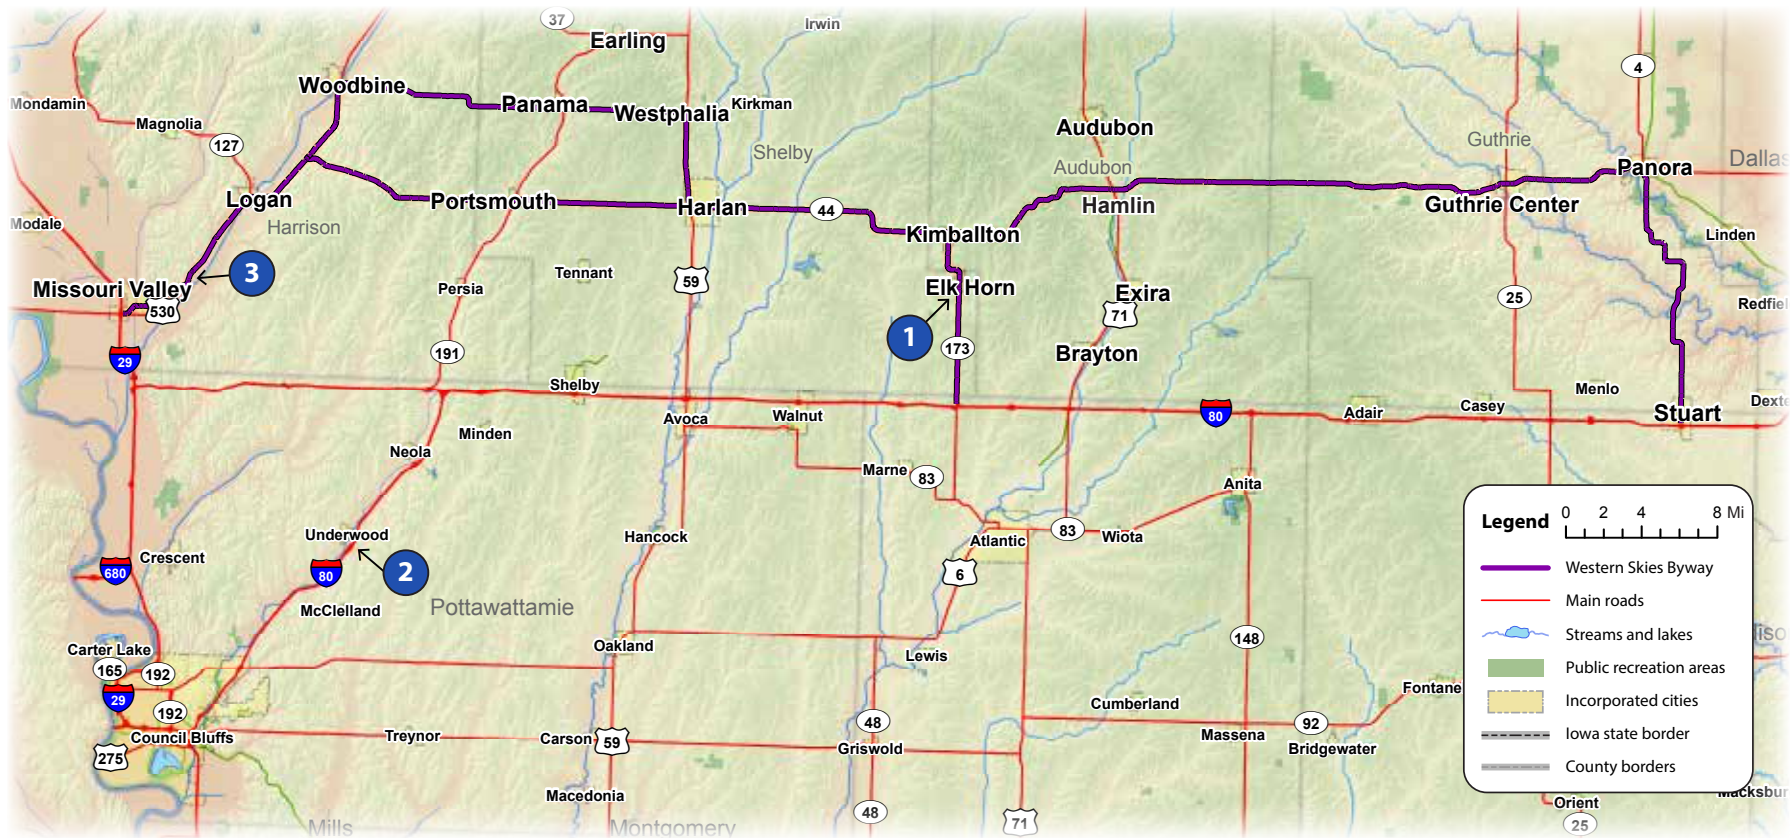 37
Irwin
Earling
4
Woodbine
Panama
Westphalia
Kirkman
Mondamin
Magnolia
127
Audubon
Shelby
Audubon
Guthrie
Panora
Dallas
Logan
Portsmouth
Harlan
44
Hamlin
Guthrie Center
Harrison
Modale
Kimballton
Linden
3
Tennant
59
Missouri Valley
530
Persia
Elk Horn
Exira
25
Redfiel
71
1
173
191
29
Brayton
Shelby
Menlo
Avoca
Walnut
80
Adair
Casey
Stuart
Dexte
Minden
Neola
Marne
83
Anita
Underwood
Hancock
Atlantic
83
Wiota
Crescent
680
80
2
6
McClelland
Pottawattamie
Carter Lake
165
192
Oakland
Lewis
148
29
192
Cumberland
Fontane
Council Bluffs
275
Treynor
Carson
59
48
Griswold
Massena
92
Bridgewater
Macedonia
48
71
Mills
Montgomery
Orient
25
Macksbur
Legend
0 2 4 8 Mi
Western Skies Byway
Main roads
Streams and lakes
Public recreation areas
Incorporated cities
Iowa state border
County borders